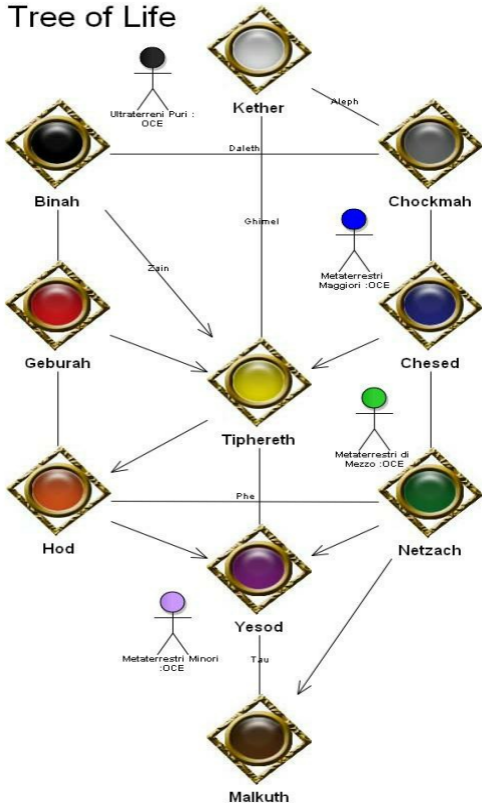 Tree of Life
Kether
Aleph
Ultraterreni Puri :
OCE
Daleth
Binah
Chockmah
Ghimel
Zain
Metaterrestri
Maggiori :OCE
Geburah
Chesed
Tiphereth
Metaterrestri di
Mezzo :OCE
Phe
Hod
Netzach
Yesod
Metaterrestri Minori
:OCE
Tau
Malkuth